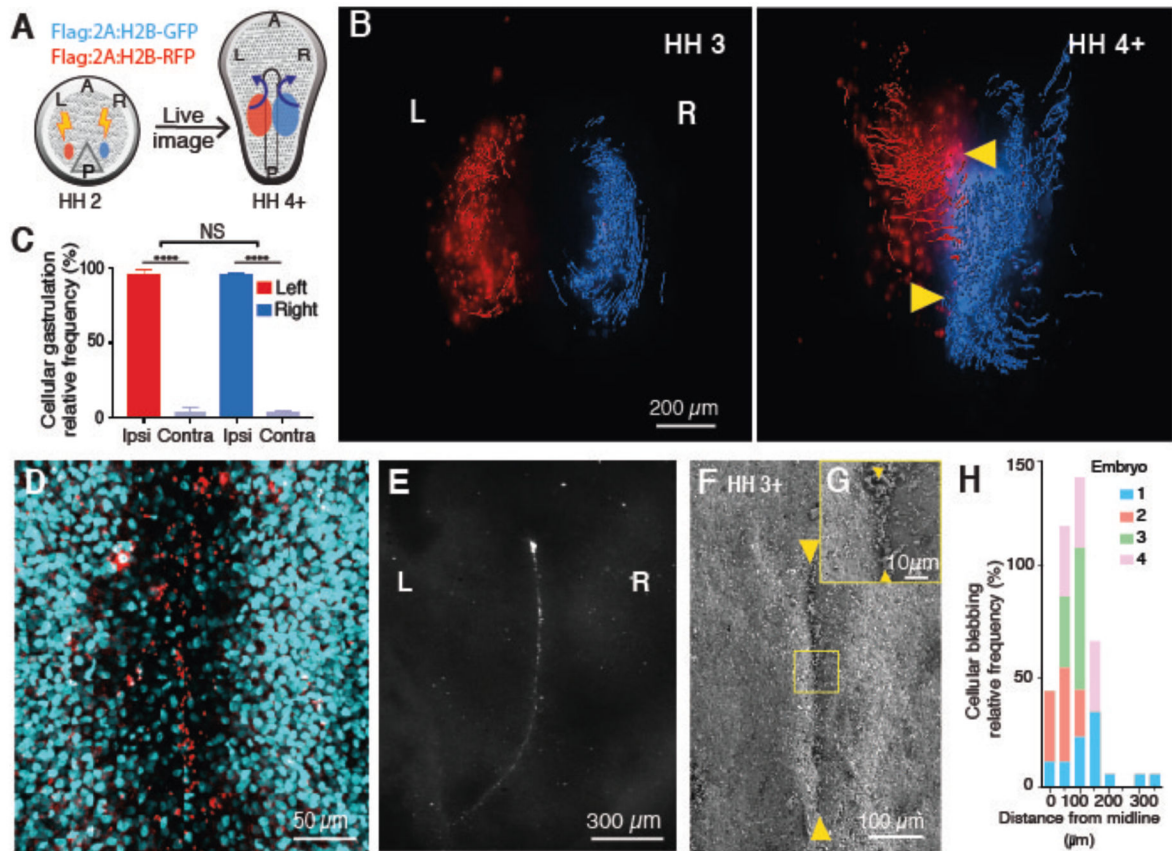 A
Flag:2A:H2B-GFP
Flag:2A:H2B-RFP
A
L
R
P
HH 2
Live
image
A
L
R
P
HH 4+
B
HH 3
L
R
200 µm
HH 4+
C
NS
****
****
Cellular gastrulation
relative frequency (%)
100
50
0
Left
Right
Ipsi Contra Ipsi Contra
D
50 µm
E
L
R
300 µm
F HH 3+
G
10µm
100 µm
H
Cellular blebbing
relative frequency (%)
150
100
50
0
Embryo
1
2
3
4
0 100 200 300
Distance from midline
(µm)